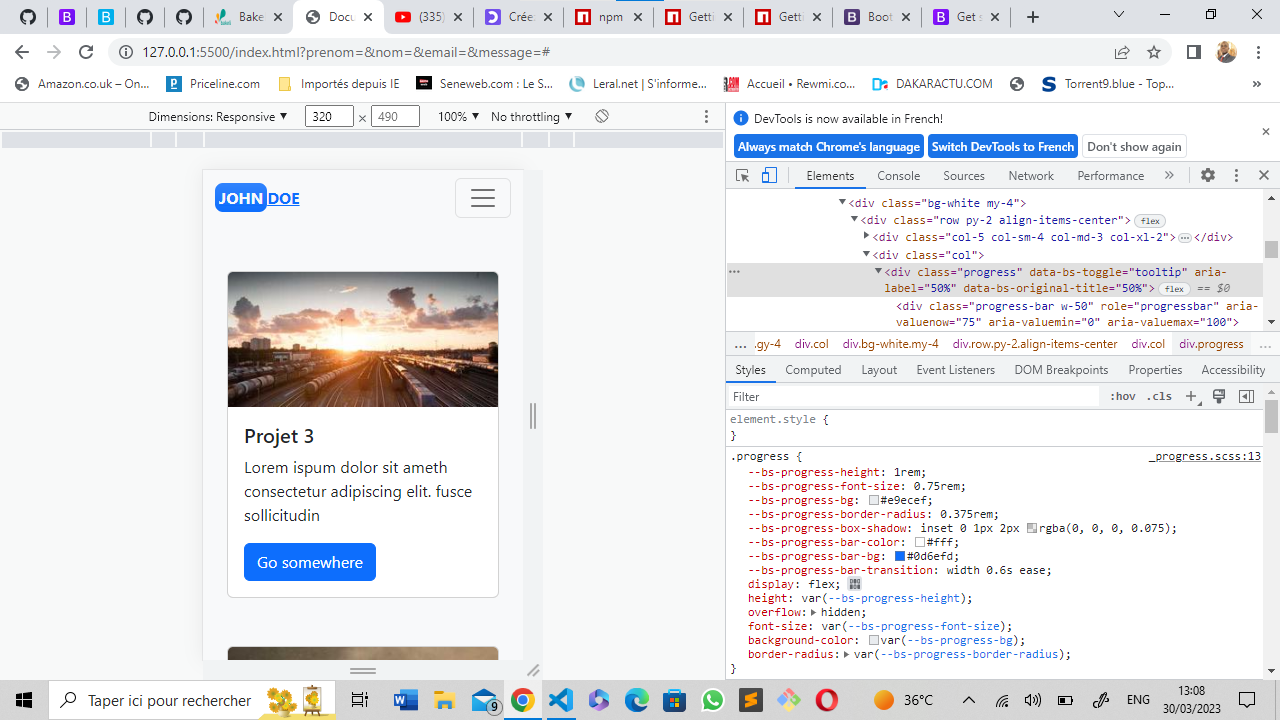 Bake
Docu
(335)
Crée
npm
Getti
Gett
Boot
Get s
127.0.0.1:5500/index.html?prenom=&nom=&email=&message=#
Amazon.co.uk – On...
Priceline.com
Importés depuis IE
Seneweb.com : Le S...
Leral.net | S'informe...
Accueil • Rewmi.co...
DAKARACTU.COM
Torrent9.blue - Top...
»
Dimensions: Responsive ▼ 320 × 490 100% ▼ No throttling ▼
DevTools is now available in French!
Always match Chrome's language
Switch DevTools to French
Don't show again
Elements Console Sources Network Performance »
<div class="bg-white my-4">
<div class="row py-2 align-items-center"> flex
<div class="col-5 col-sm-4 col-md-3 col-xl-2">…</div>
<div class="col">
<div class="progress" data-bs-toggle="tooltip" aria-
label="50%" data-bs-original-title="50%"> flex == $0
<div class="progress-bar w-50" role="progressbar" aria-
valuenow="75" aria-valuemin="0" aria-valuemax="100">
… .gy-4 div.col div.bg-white.my-4 div.row.py-2.align-items-center div.col div.progress …
Styles Computed Layout Event Listeners DOM Breakpoints Properties Accessibility
Filter :hov .cls
element.style {
}
.progress { _progress.scss:13
--bs-progress-height: 1rem;
--bs-progress-font-size: 0.75rem;
--bs-progress-bg: #e9ecef;
--bs-progress-border-radius: 0.375rem;
--bs-progress-box-shadow: inset 0 1px 2px rgba(0, 0, 0, 0.075);
--bs-progress-bar-color: #fff;
--bs-progress-bar-bg: #0d6efd;
--bs-progress-bar-transition: width 0.6s ease;
display: flex;
height: var(--bs-progress-height);
overflow: hidden;
font-size: var(--bs-progress-font-size);
background-color: var(--bs-progress-bg);
border-radius: var(--bs-progress-border-radius);
}
JOHN DOE
Projet 3
Lorem ispum dolor sit ameth
consectetur adipiscing elit. fusce
sollicitudin
Go somewhere
Taper ici pour rechercher
9
36°C
ENG
13:08
30/03/2023